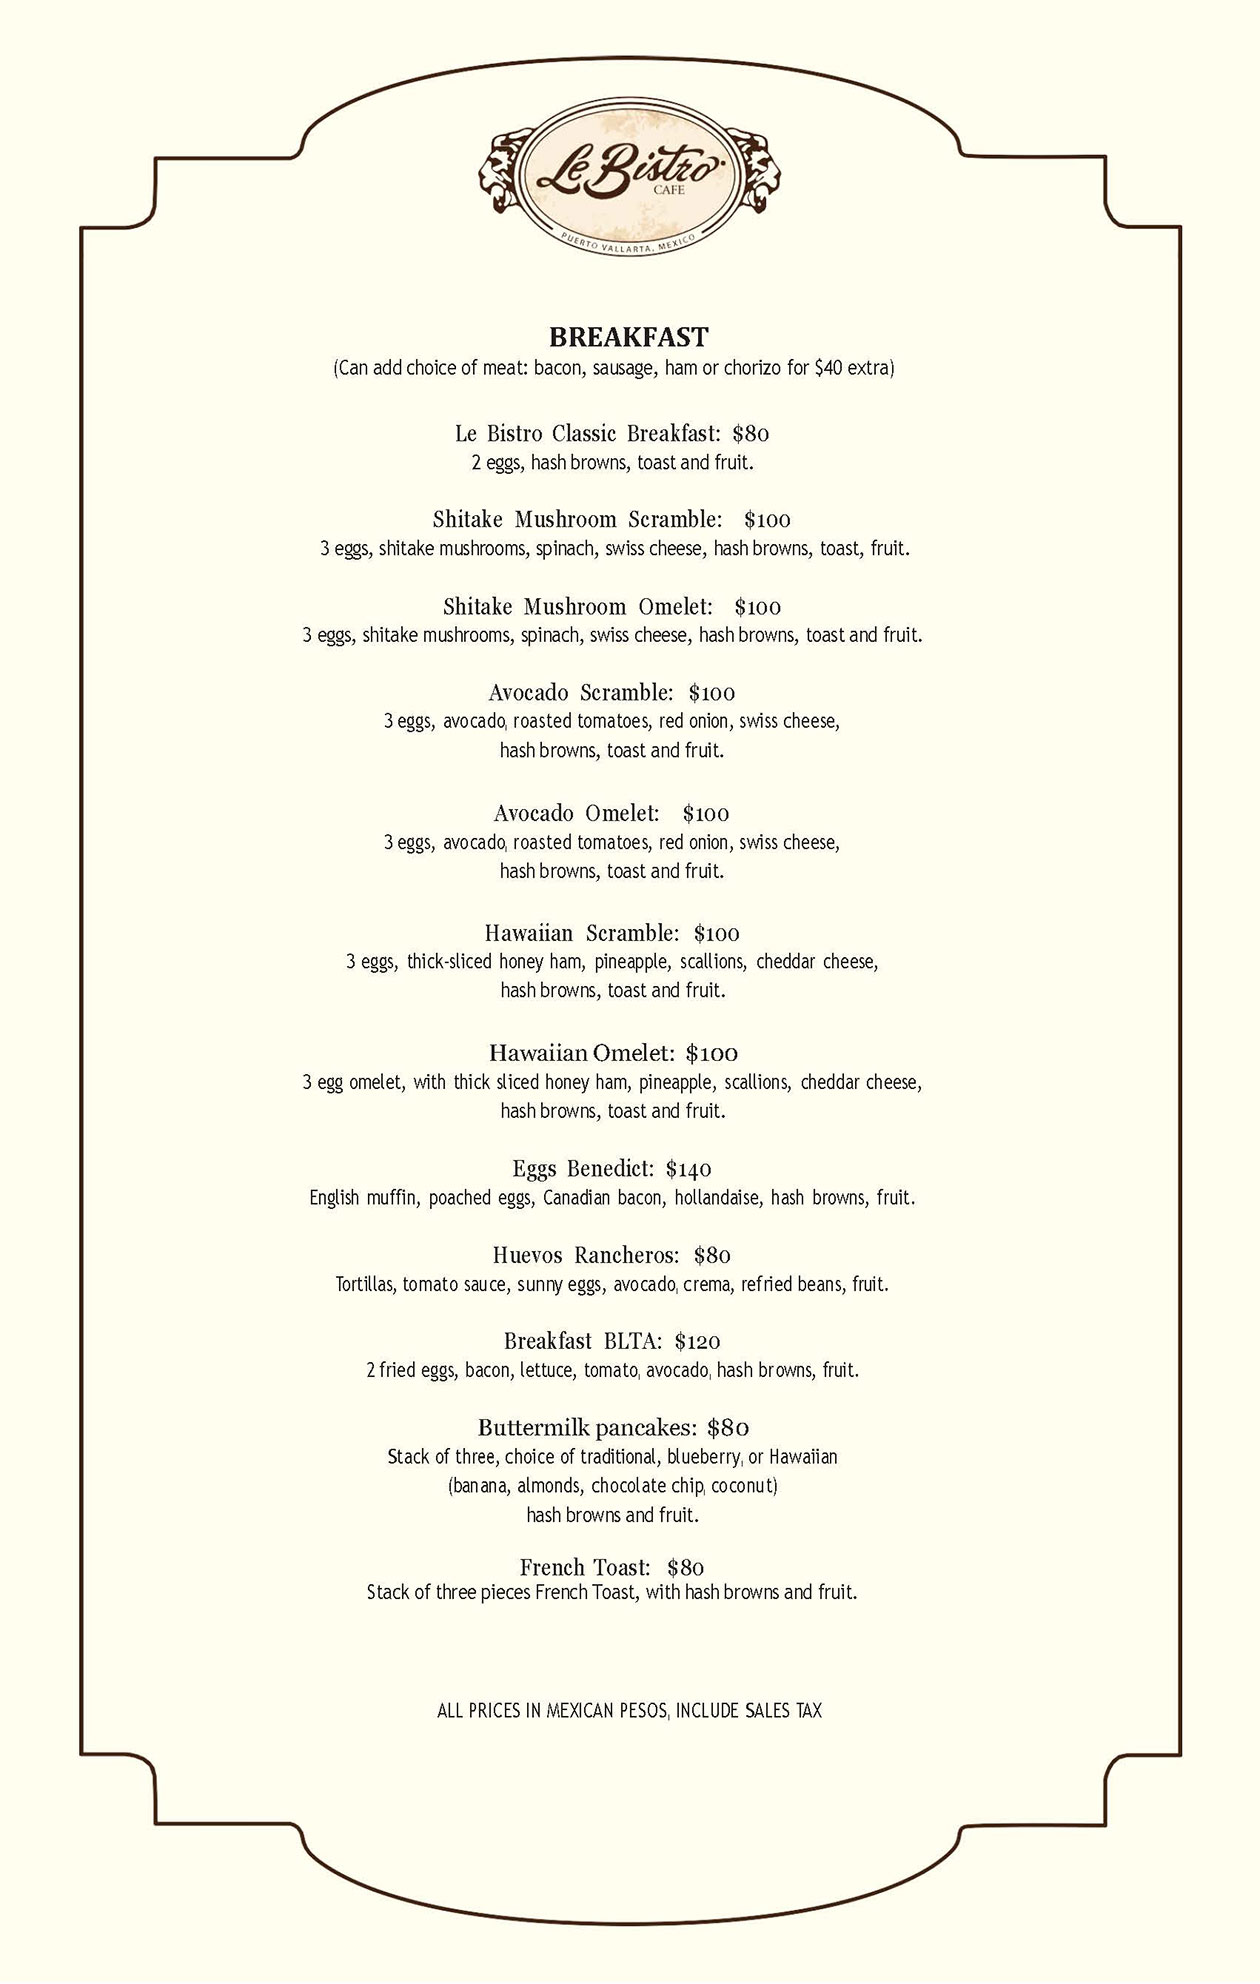 Le Bistro
CAFE
PUERTO VALLARTA, MEXICO
BREAKFAST
(Can add choice of meat: bacon, sausage, ham or chorizo for $40 extra)
Le Bistro Classic Breakfast: $80
2 eggs, hash browns, toast and fruit.
Shitake Mushroom Scramble: $100
3 eggs, shitake mushrooms, spinach, swiss cheese, hash browns, toast, fruit.
Shitake Mushroom Omelet: $100
3 eggs, shitake mushrooms, spinach, swiss cheese, hash browns, toast and fruit.
Avocado Scramble: $100
3 eggs, avocado, roasted tomatoes, red onion, swiss cheese,
hash browns, toast and fruit.
Avocado Omelet: $100
3 eggs, avocado, roasted tomatoes, red onion, swiss cheese,
hash browns, toast and fruit.
Hawaiian Scramble: $100
3 eggs, thick-sliced honey ham, pineapple, scallions, cheddar cheese,
hash browns, toast and fruit.
Hawaiian Omelet: $100
3 egg omelet, with thick sliced honey ham, pineapple, scallions, cheddar cheese,
hash browns, toast and fruit.
Eggs Benedict: $140
English muffin, poached eggs, Canadian bacon, hollandaise, hash browns, fruit.
Huevos Rancheros: $80
Tortillas, tomato sauce, sunny eggs, avocado, crema, refried beans, fruit.
Breakfast BLTA: $120
2 fried eggs, bacon, lettuce, tomato, avocado, hash browns, fruit.
Buttermilk pancakes: $80
Stack of three, choice of traditional, blueberry, or Hawaiian
(banana, almonds, chocolate chip, coconut)
hash browns and fruit.
French Toast: $80
Stack of three pieces French Toast, with hash browns and fruit.
ALL PRICES IN MEXICAN PESOS, INCLUDE SALES TAX